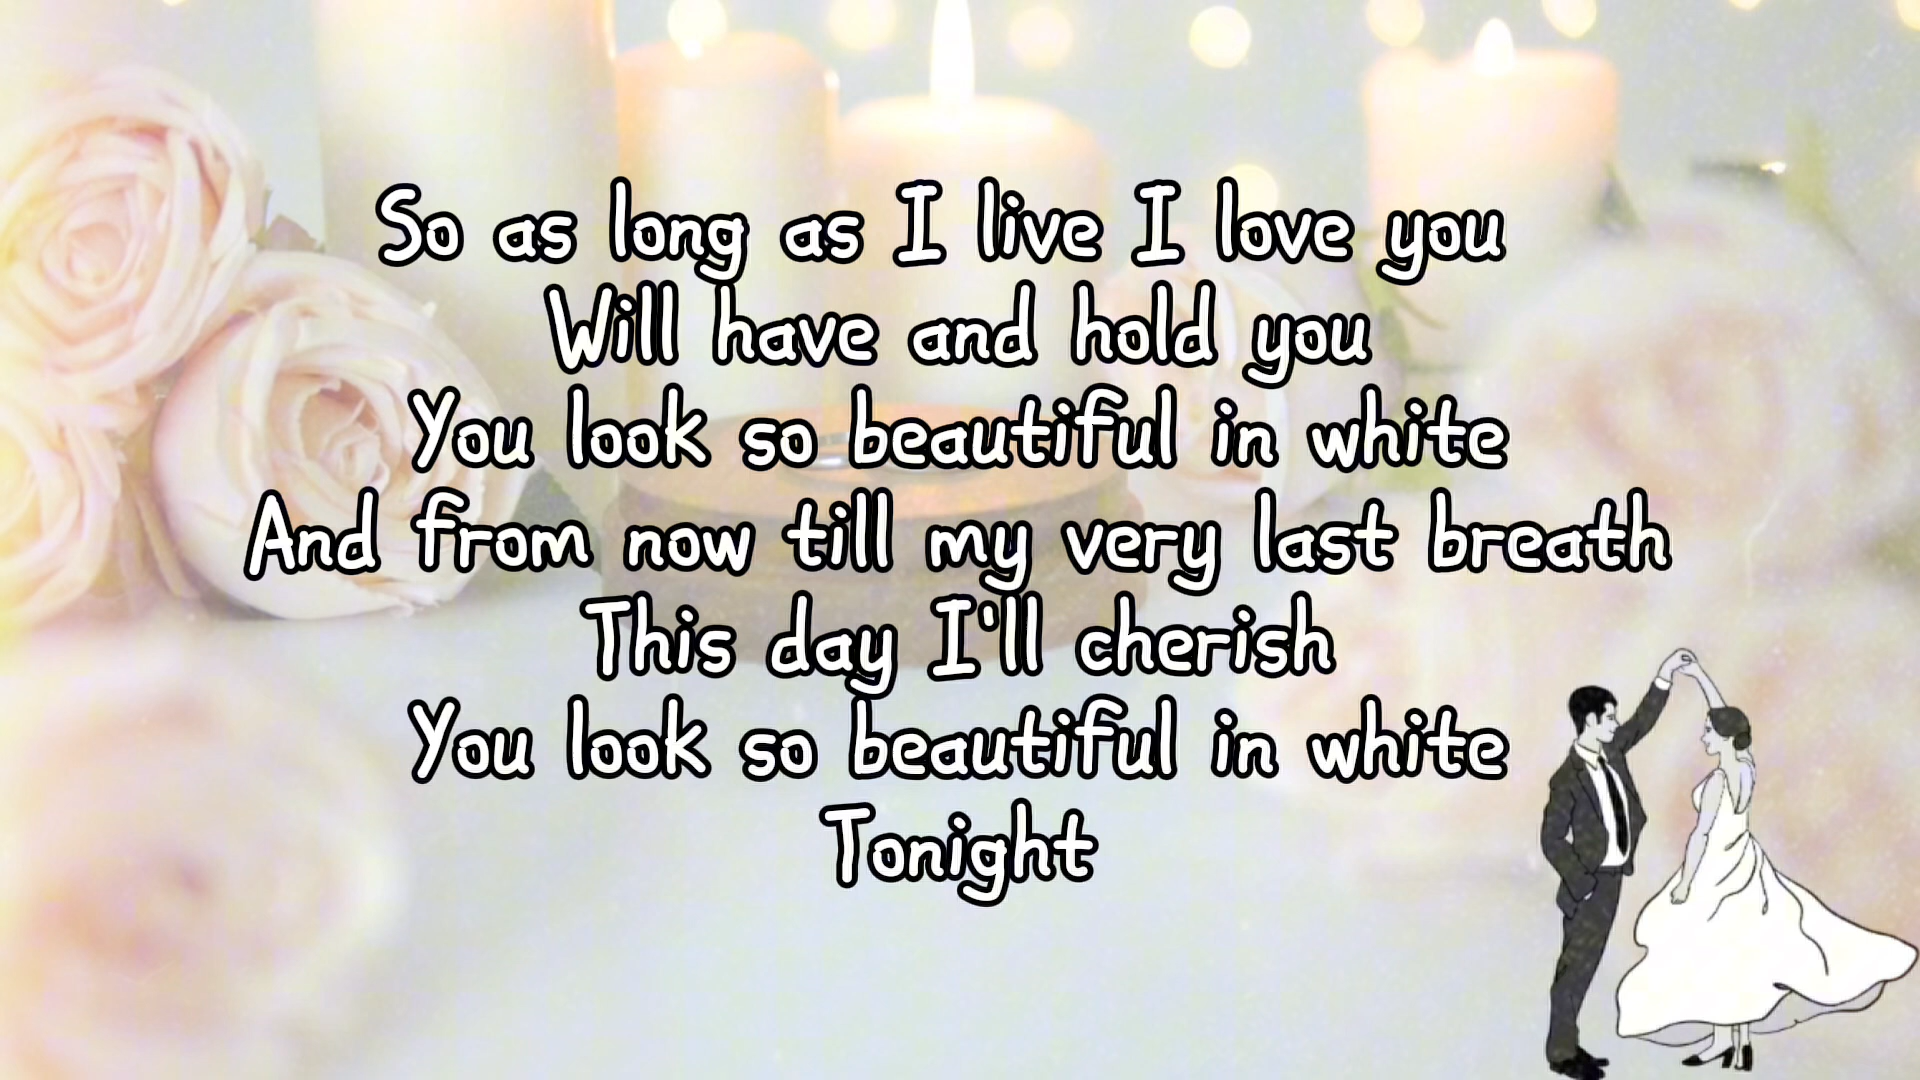 So as long as I live I love you
Will have and hold you
You look so beautiful in white
And from now till my very last breath
This day I'll cherish
You look so beautiful in white
Tonight